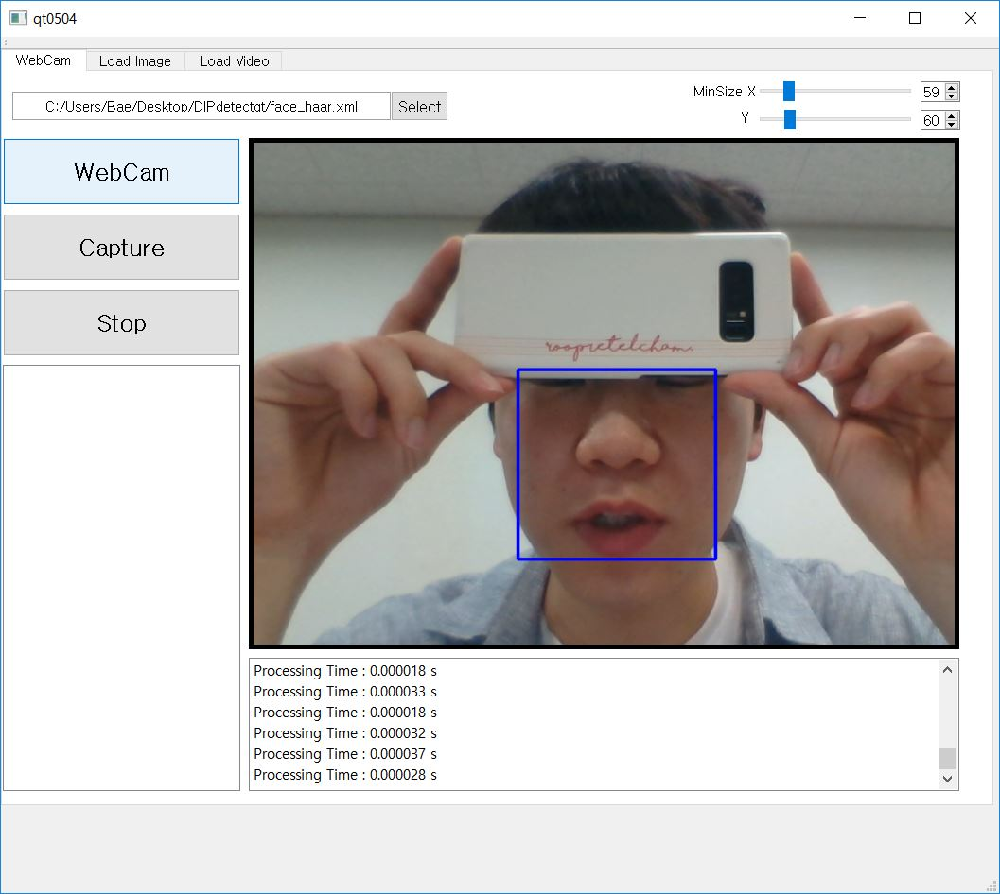 qt0504
WebCam
Load Image
Load Video
C:/Users/Bae/Desktop/DIPdetectqt/face_haar.xml
Select
MinSize X
59
Y
60
WebCam
Capture
Stop
roopretelcham.
Processing Time : 0.000018 s
Processing Time : 0.000033 s
Processing Time : 0.000018 s
Processing Time : 0.000032 s
Processing Time : 0.000037 s
Processing Time : 0.000028 s